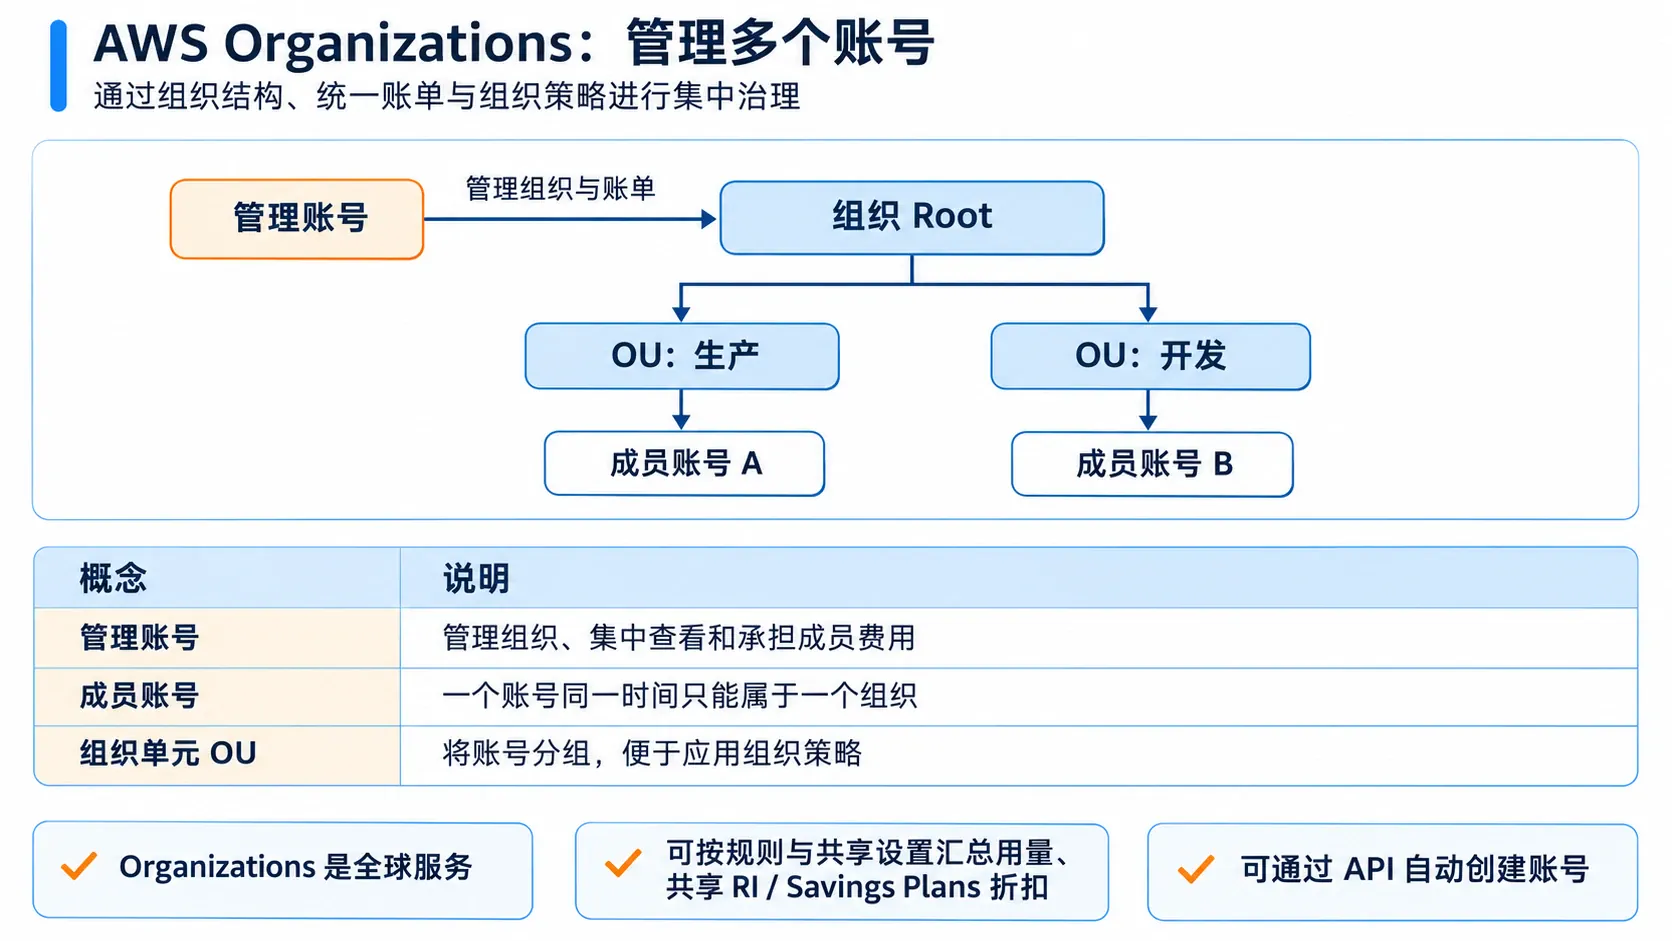 AWS Organizations：管理多个账号
通过组织结构、统一账单与组织策略进行集中治理
管理账号
管理组织与账单
组织 Root
OU：生产
OU：开发
成员账号 A
成员账号 B
概念
说明
管理账号
管理组织、集中查看和承担成员费用
成员账号
一个账号同一时间只能属于一个组织
组织单元 OU
将账号分组，便于应用组织策略
Organizations 是全球服务
可按规则与共享设置汇总用量、
共享 RI / Savings Plans 折扣
可通过 API 自动创建账号